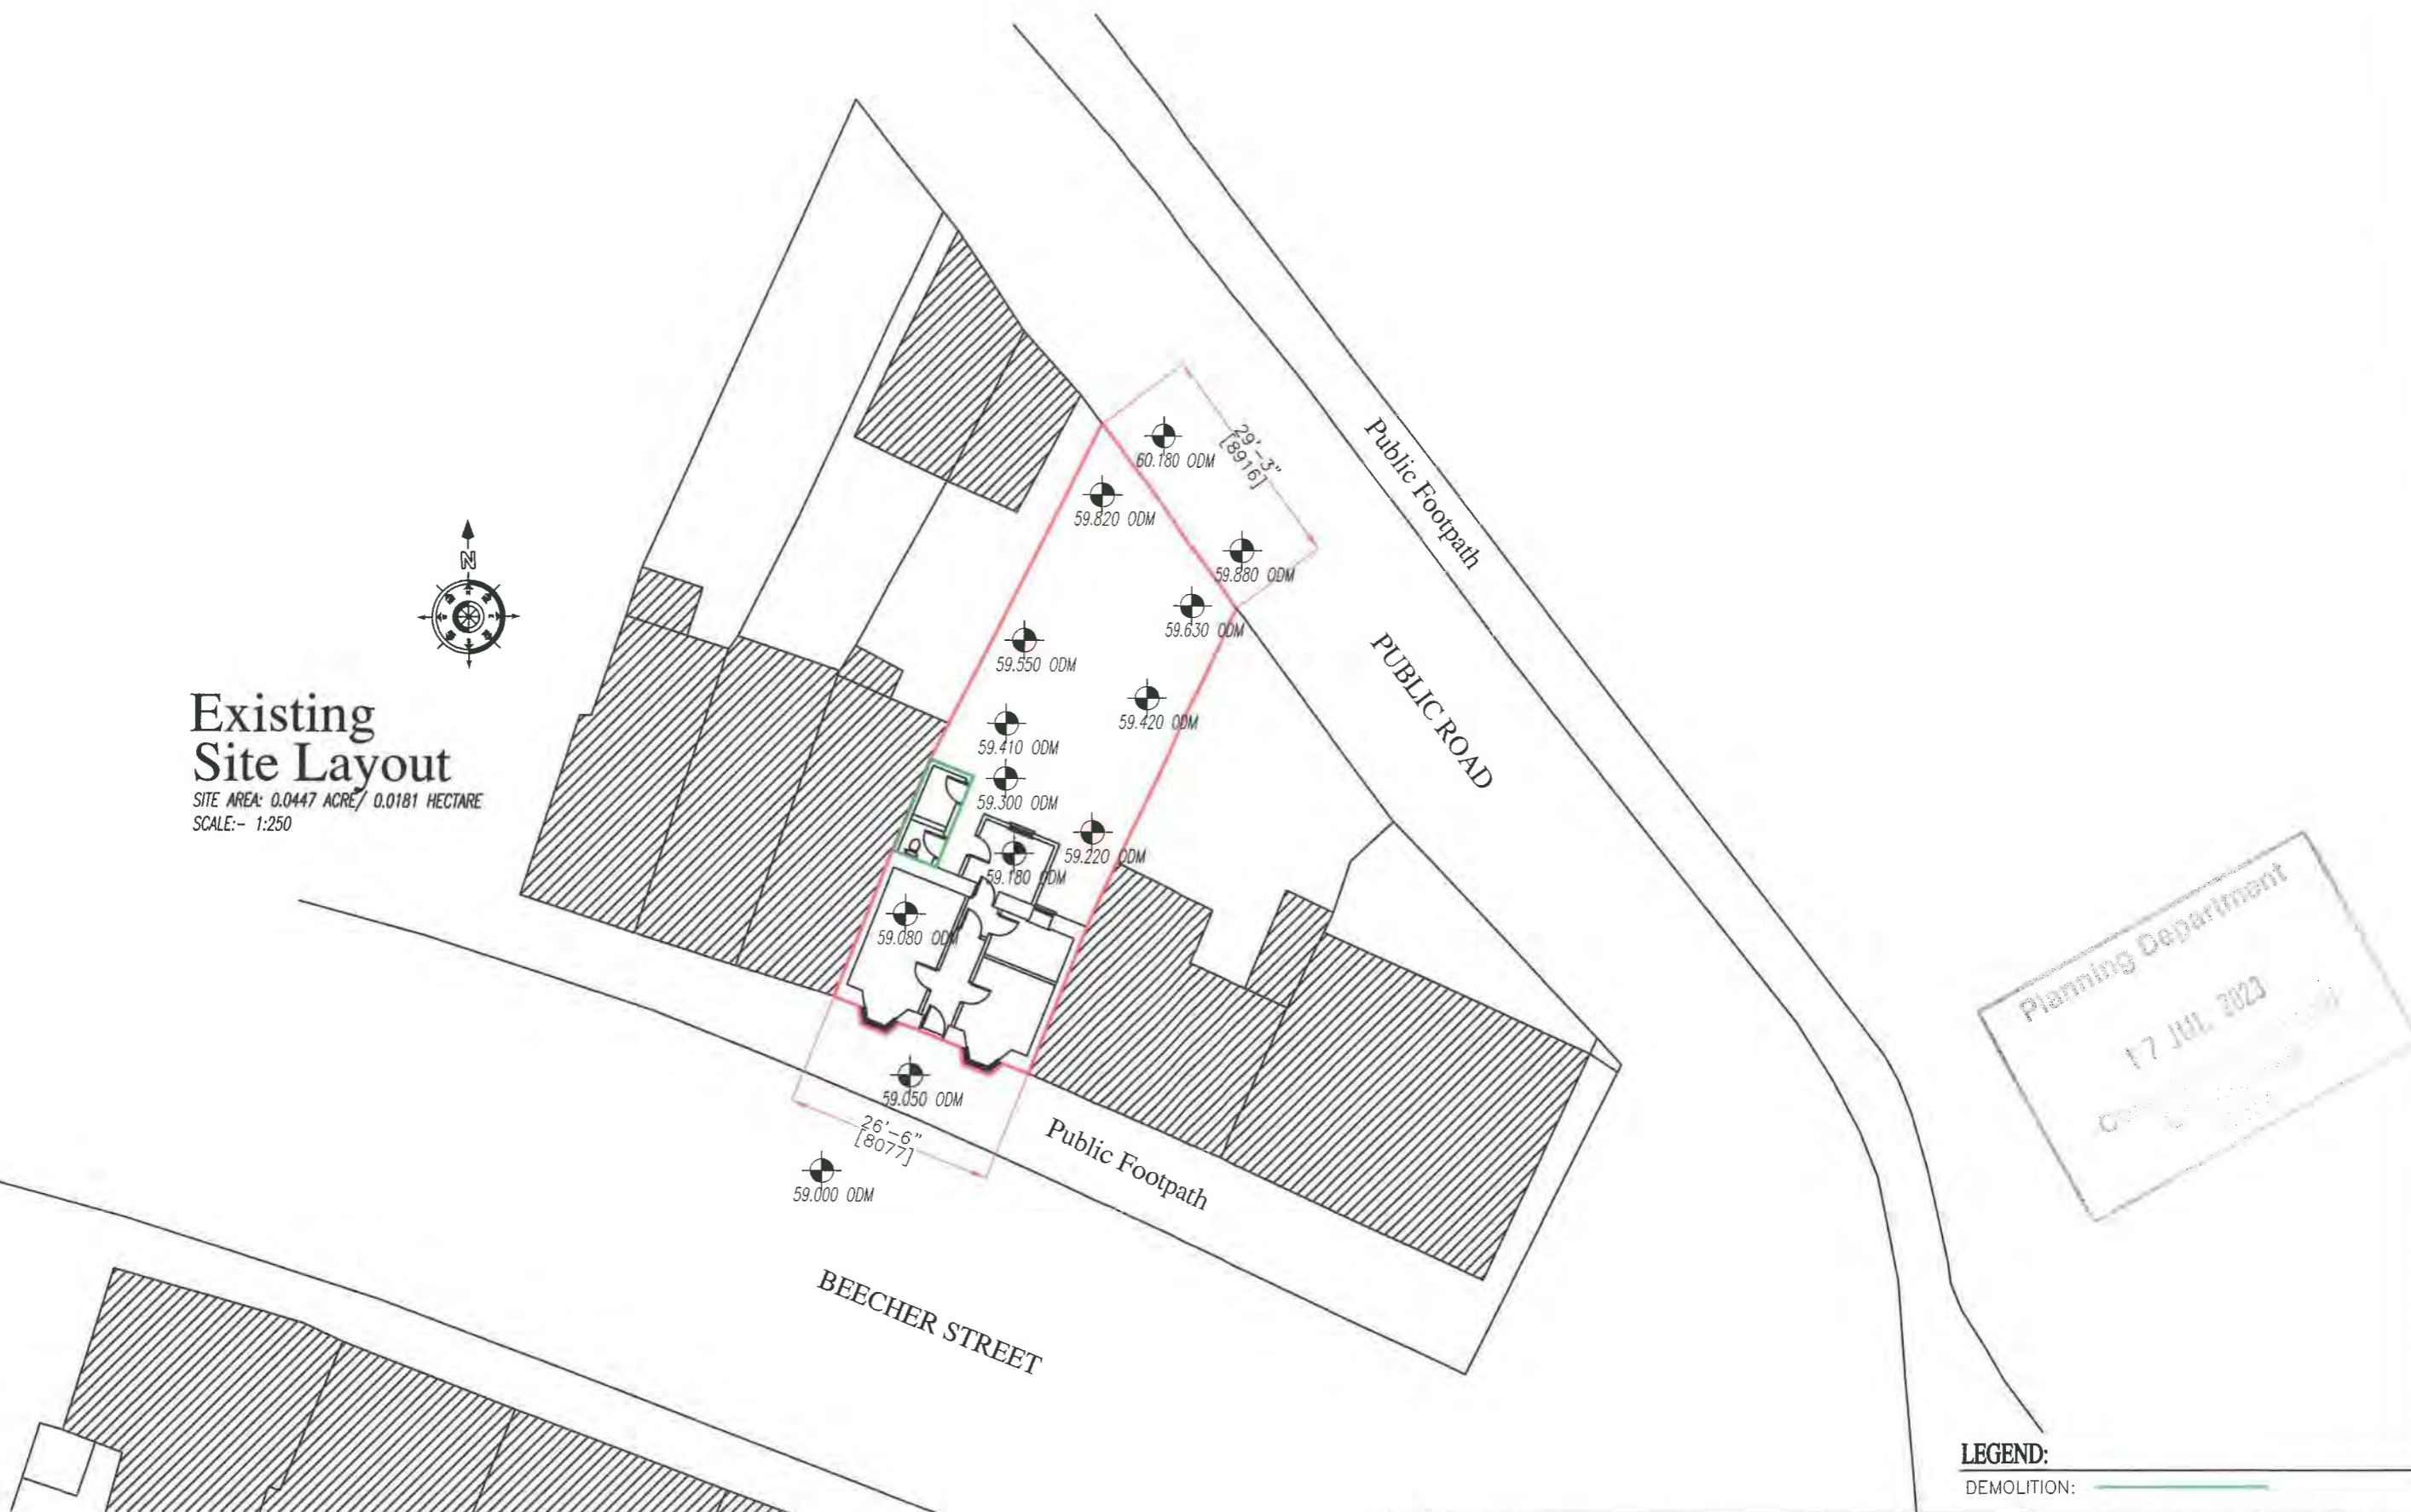 Public Footpath
29'-3"
[8916]
60.180 ODM
59.820 ODM
59.880 ODM
59.630 ODM
N
59.550 ODM
PUBLIC ROAD
59.420 ODM
59.410 ODM
59.300 ODM
Existing
Site Layout
SITE AREA: 0.0447 ACRE/ 0.0181 HECTARE
SCALE:- 1:250
59.220 ODM
59.180 ODM
59.080 ODM
59.050 ODM
26'-6"
[8077]
Public Footpath
59.000 ODM
BEECHER STREET
Planning Department
17 JUL 2023
LEGEND:
DEMOLITION: